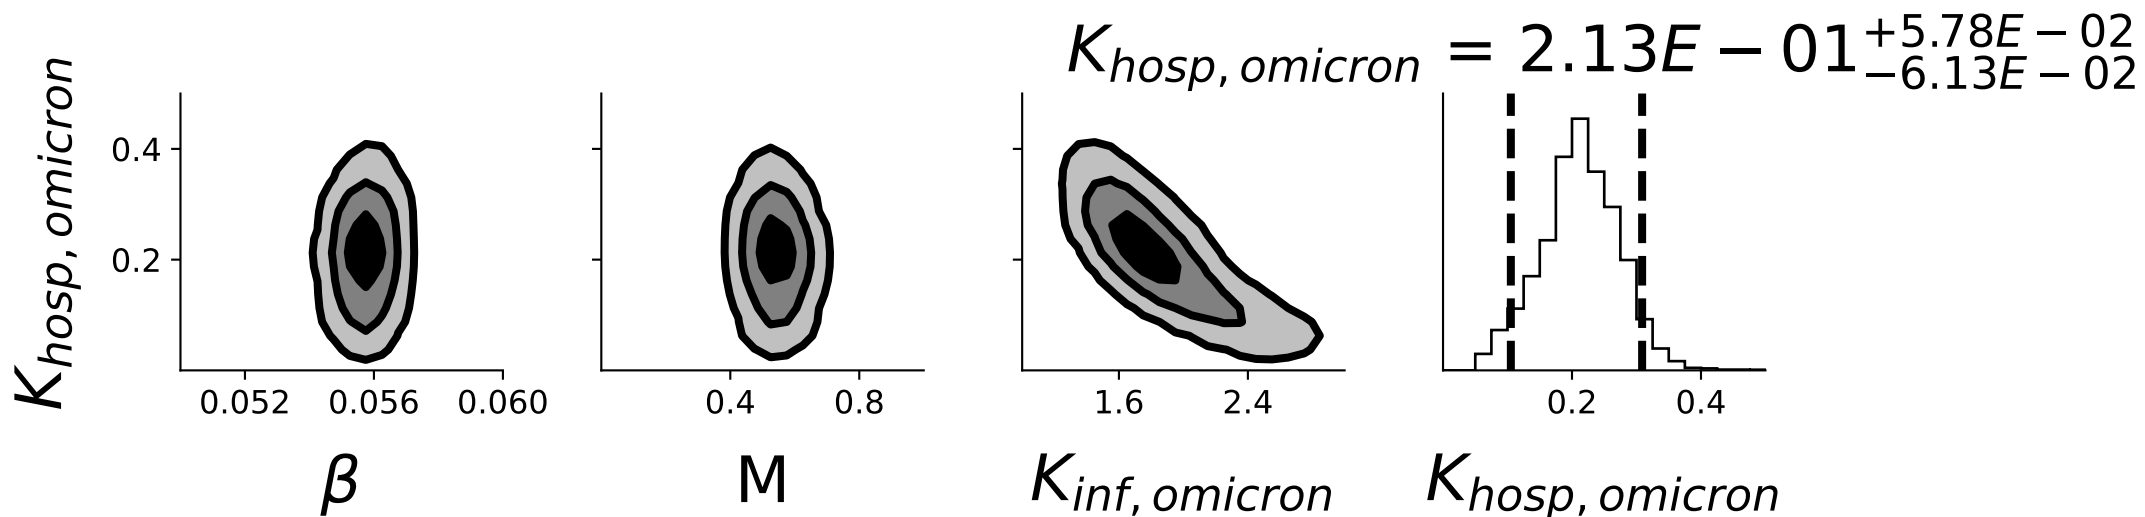 K_{hosp, omicron} = 2.13E − 01^{+5.78E − 02}_{−6.13E − 02}
K_{hosp, omicron}
0.4
0.2
0.052 0.056 0.060
0.4 0.8
1.6 2.4
0.2 0.4
β
M
K_{inf, omicron}
K_{hosp, omicron}